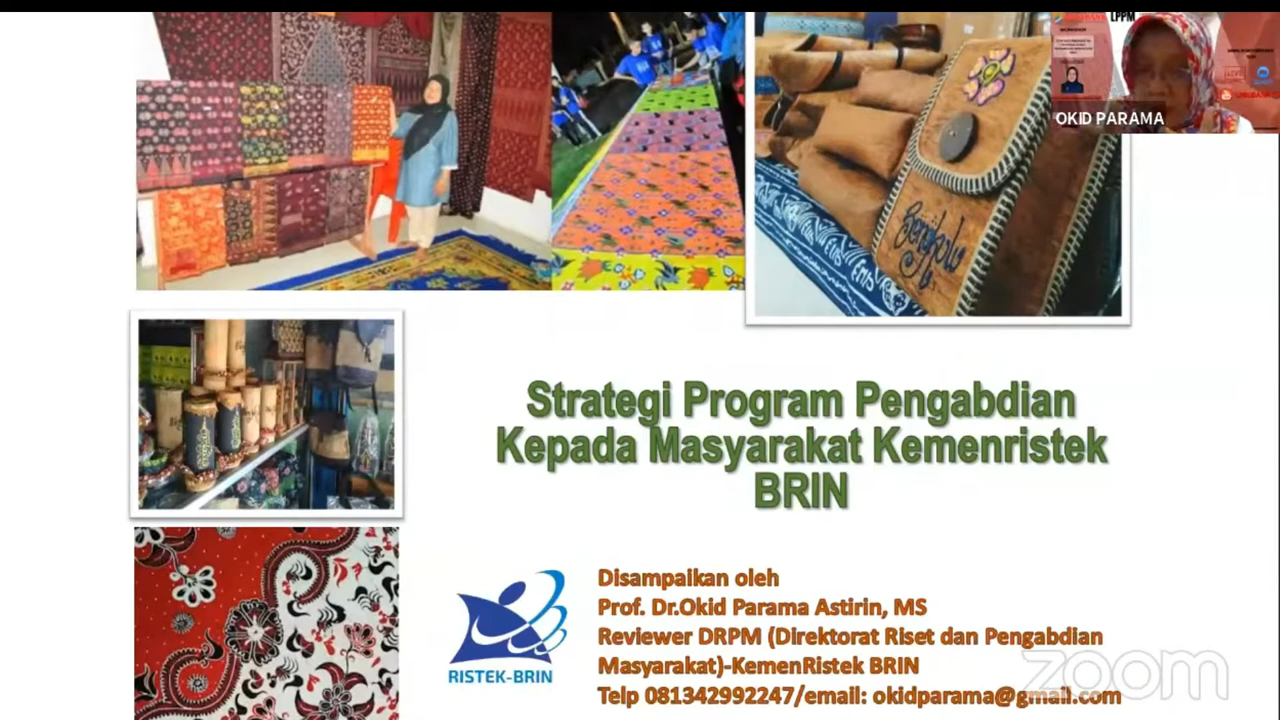 LPPM
OKID PARAMA
Bengkulu
Strategi Program Pengabdian
Kepada Masyarakat Kemenristek
BRIN
RISTEK-BRIN
Disampaikan oleh
Prof. Dr.Okid Parama Astirin, MS
Reviewer DRPM (Direktorat Riset dan Pengabdian
Masyarakat)-KemenRistek BRIN
Telp 081342992247/email: okidparama@gmail.com
zoom